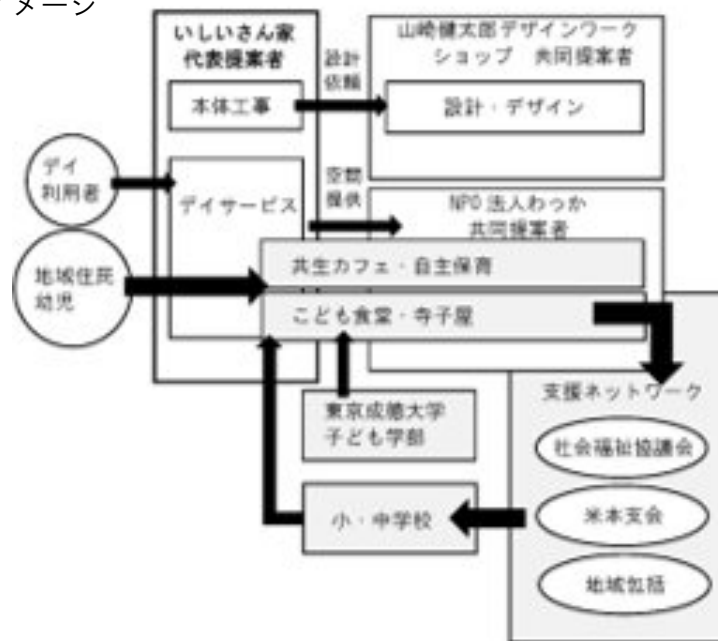 メージ
いしいさん家
代表提案者
設計
依頼
山崎健太郎デザインワーク
ショップ 共同提案者
本体工事
設計・デザイン
デイ
利用者
デイサービス
空間
提供
NPO 法人わっか
共同提案者
地域住民
幼児
共生カフェ・自主保育
こども食堂・寺子屋
支援ネットワーク
東京成徳大学
子ども学部
社会福祉協議会
小・中学校
米本支会
地域包括